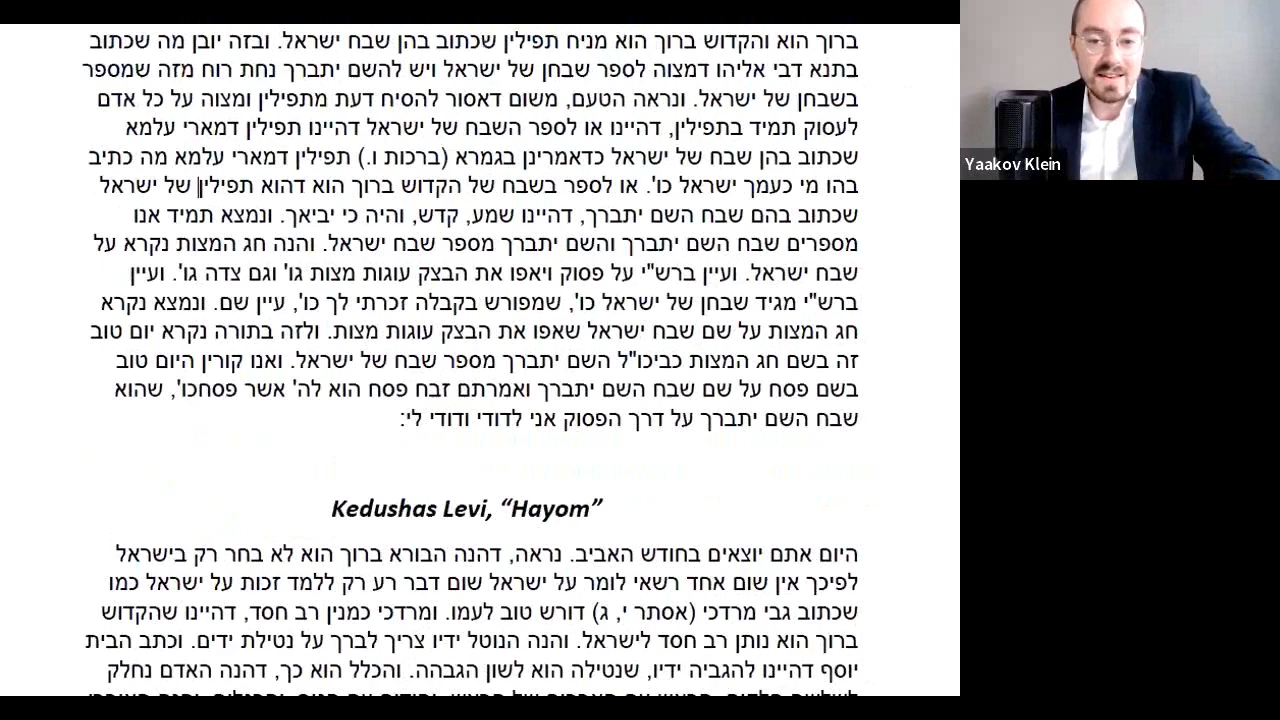 ברוך הוא והקדוש ברוך הוא מניח תפילין שכתוב בהן שבח ישראל. ובזה יובן מה שכתוב
בתנא דבי אליהו דמצוה לספר שבחן של ישראל ויש להשם יתברך נחת רוח מזה שמספר
בשבחן של ישראל. ונראה הטעם, משום דאסור להסיח דעת מתפילין ומצוה על כל אדם
לעסוק תמיד בתפילין, דהיינו או לספר השבח של ישראל דהיינו תפילין דמארי עלמא
שכתוב בהן שבח של ישראל כדאמרינן בגמרא (ברכות ו.) תפילין דמארי עלמא מה כתיב
בהו מי כעמך ישראל כו'. או לספר בשבח של הקדוש ברוך הוא דהוא תפילין של ישראל
שכתוב בהם שבח השם יתברך, דהיינו שמע, קדש, והיה כי יביאך. ונמצא תמיד אנו
מספרים שבח השם יתברך והשם יתברך מספר שבח ישראל. והנה חג המצות נקרא על
שבח ישראל. ועיין ברש"י על פסוק ויאפו את הבצק עוגות מצות גו' וגם צדה גו'. ועיין
ברש"י מגיד שבחן של ישראל כו', שמפורש בקבלה זכרתי לך כו', עיין שם. ונמצא נקרא
חג המצות על שם שבח ישראל שאפו את הבצק עוגות מצות. ולזה בתורה נקרא יום טוב
זה בשם חג המצות כביכו"ל השם יתברך מספר שבח של ישראל. ואנו קורין היום טוב
בשם פסח על שם שבח השם יתברך ואמרתם זבח פסח הוא לה' אשר פסחכו', שהוא
שבח השם יתברך על דרך הפסוק אני לדודי ודודי לי:
Kedushas Levi, “Hayom”
היום אתם יוצאים בחודש האביב. נראה, דהנה הבורא ברוך הוא לא בחר רק בישראל
לפיכך אין שום אחד רשאי לומר על ישראל שום דבר רע רק ללמד זכות על ישראל כמו
שכתוב גבי מרדכי (אסתר י, ג) דורש טוב לעמו. ומרדכי כמנין רב חסד, דהיינו שהקדוש
ברוך הוא נותן רב חסד לישראל. והנה הנוטל ידיו צריך לברך על נטילת ידים. וכתב הבית
יוסף דהיינו להגביה ידיו, שנטילה הוא לשון הגבהה. והכלל הוא כך, דהנה האדם נחלק
Yaakov Klein